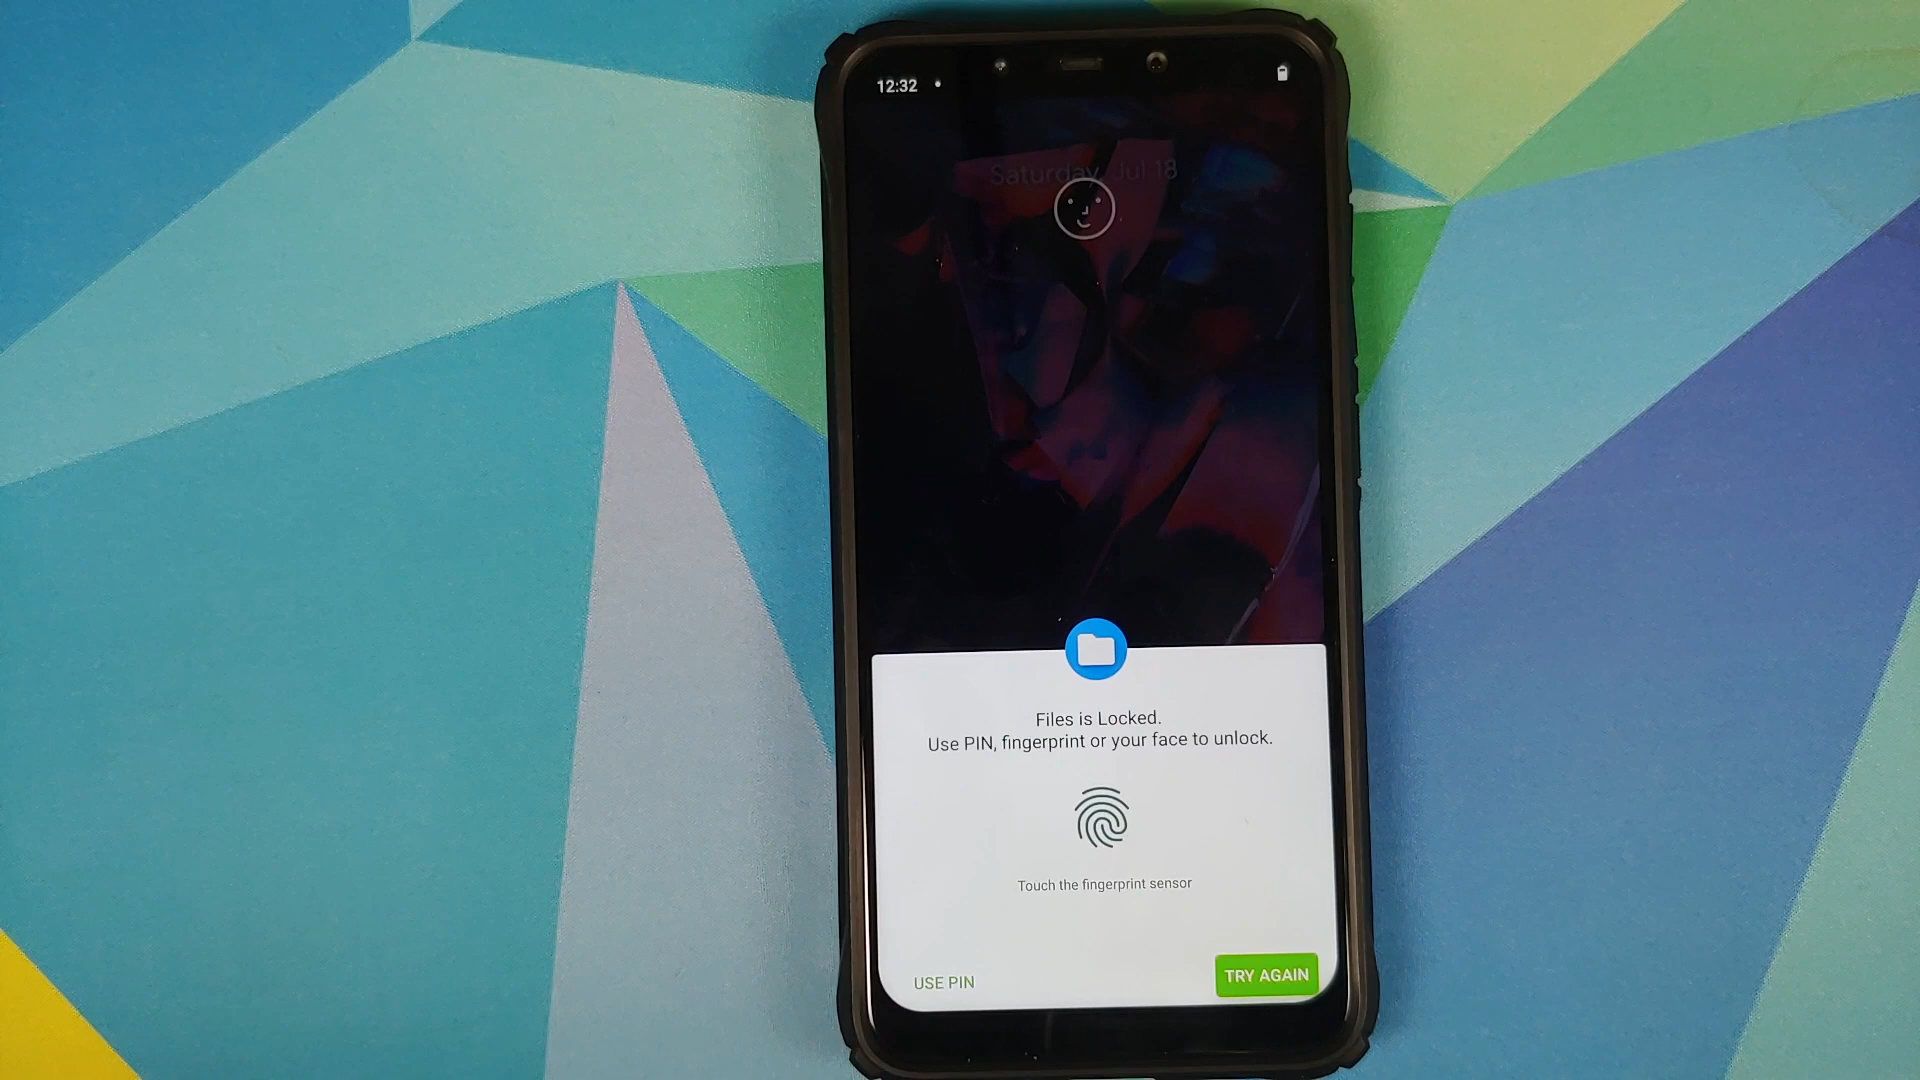 12:32
Saturday, Jul 18
Files is Locked.
Use PIN, fingerprint or your face to unlock.
Touch the fingerprint sensor
USE PIN
TRY AGAIN